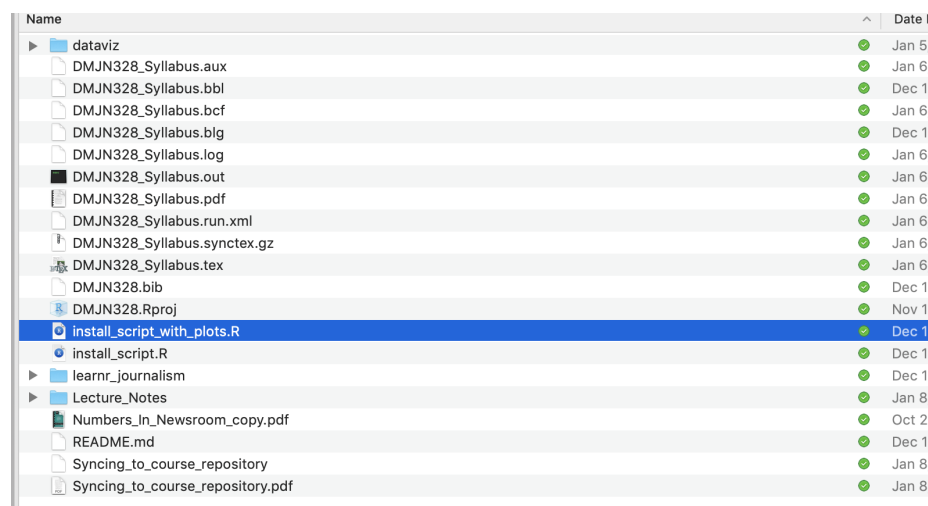 Name Date
dataviz Jan 5
DMJN328_Syllabus.aux Jan 6
DMJN328_Syllabus.bbl Dec 1
DMJN328_Syllabus.bcf Jan 6
DMJN328_Syllabus.blg Dec 1
DMJN328_Syllabus.log Jan 6
DMJN328_Syllabus.out Jan 6
DMJN328_Syllabus.pdf Jan 6
DMJN328_Syllabus.run.xml Jan 6
DMJN328_Syllabus.synctex.gz Jan 6
DMJN328_Syllabus.tex Jan 6
DMJN328.bib Dec 1
DMJN328.Rproj Nov 1
install_script_with_plots.R Dec 1
install_script.R Dec 1
learnr_journalism Dec 1
Lecture_Notes Jan 8
Numbers_In_Newsroom_copy.pdf Oct 2
README.md Dec 1
Syncing_to_course_repository Jan 8
Syncing_to_course_repository.pdf Jan 8